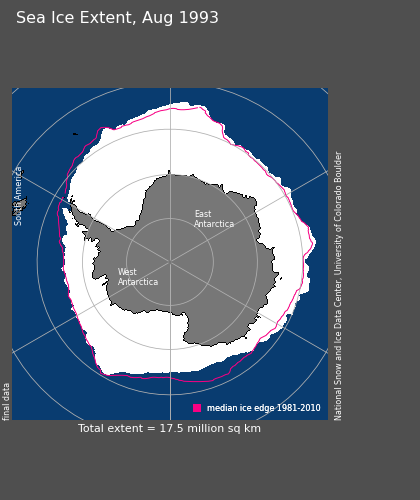 Sea Ice Extent, Aug 1993
South America
East
Antarctica
West
Antarctica
National Snow and Ice Data Center, University of Colorado Boulder
final data
median ice edge 1981-2010
Total extent = 17.5 million sq km